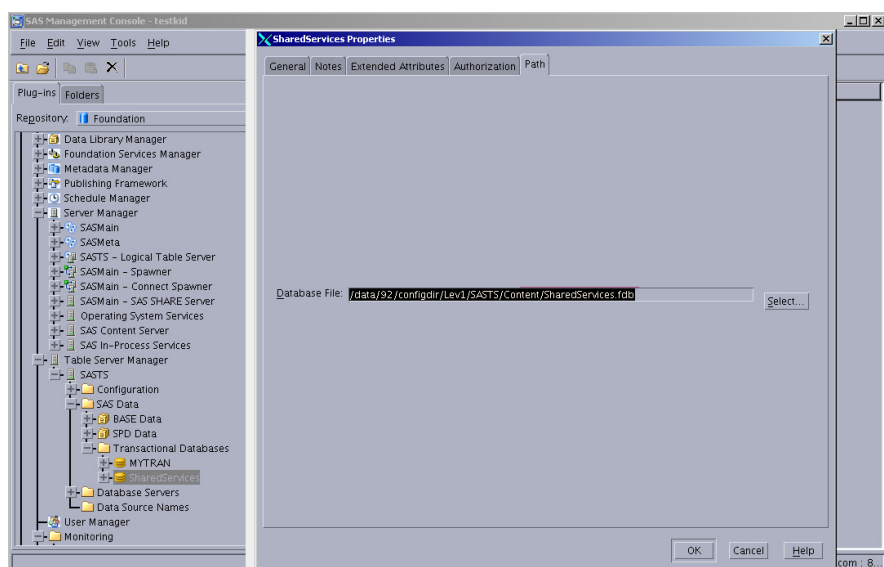 SAS Management Console - testkid
File Edit View Tools Help
Plug-ins Folders
Repository: Foundation
Data Library Manager
Foundation Services Manager
Metadata Manager
Publishing Framework
Schedule Manager
Server Manager
SASMain
SASMeta
SASTS - Logical Table Server
SASMain - Spawner
SASMain - Connect Spawner
SASMain - SAS SHARE Server
Operating System Services
SAS Content Server
SAS In-Process Services
Table Server Manager
SASTS
Configuration
SAS Data
BASE Data
SPD Data
Transactional Databases
MYTRAN
SharedServices
Database Servers
Data Source Names
User Manager
Monitoring
SharedServices Properties
General Notes Extended Attributes Authorization Path
Database File: /data/92/configdir/Lev1/SASTS/Content/SharedServices.fdb
Select...
OK Cancel Help
com : 8...